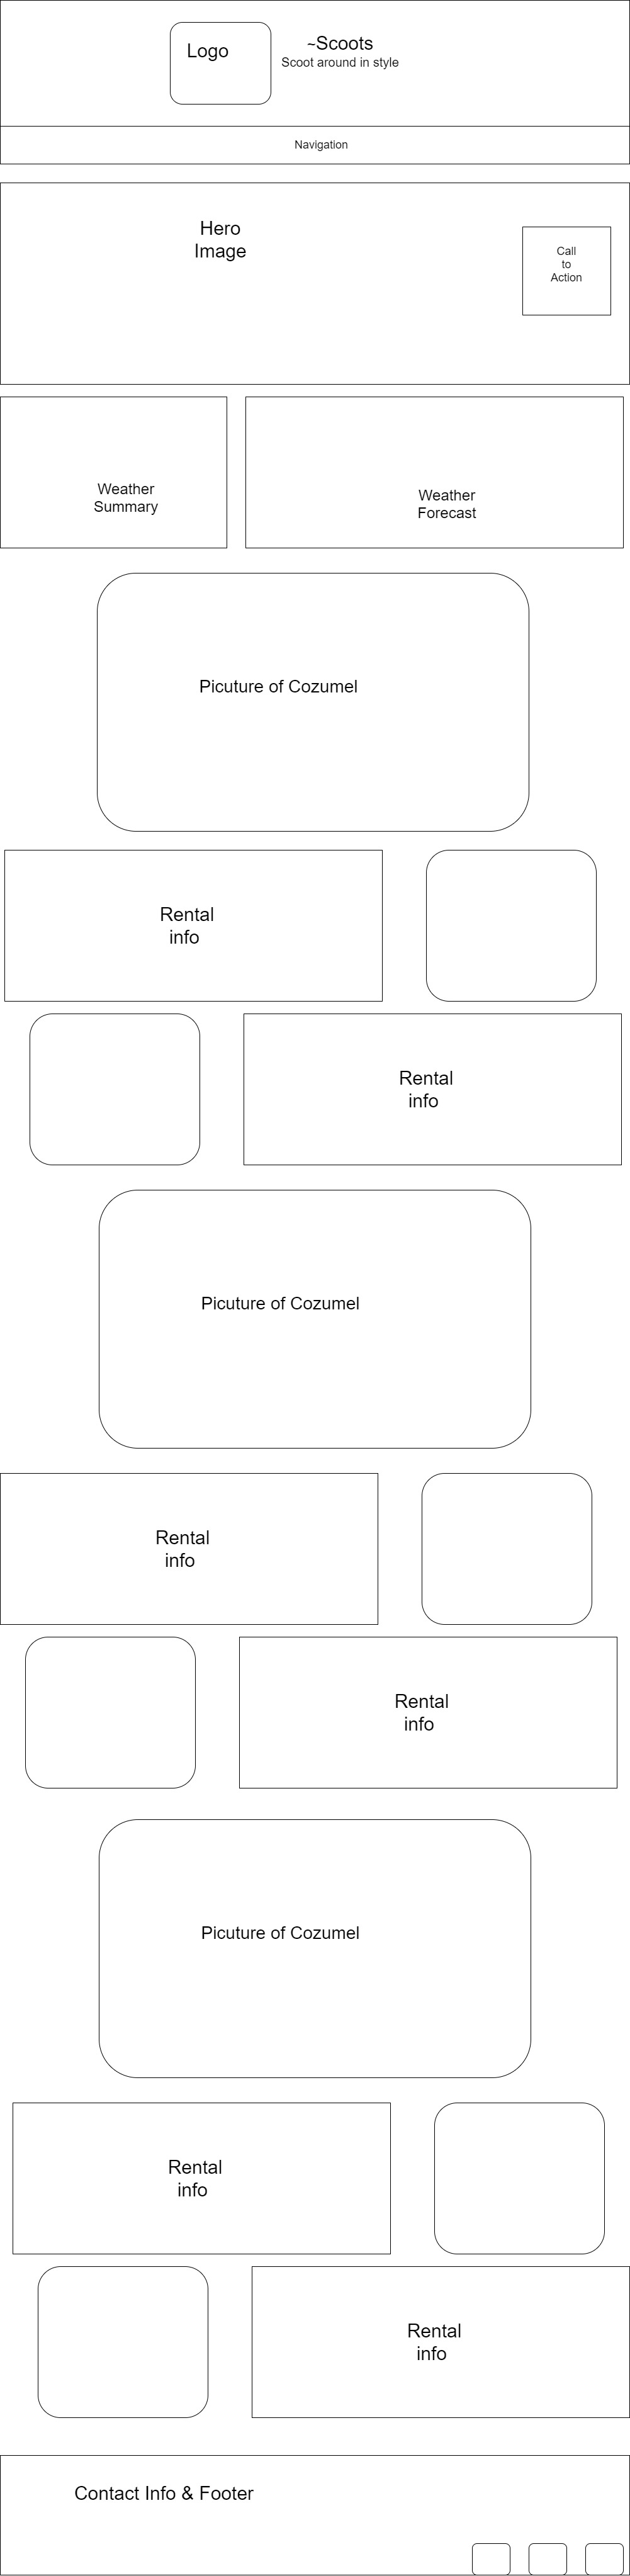 Logo
~Scoots
Scoot around in style
Navigation
Hero
Image
Call
to
Action
Weather
Summary
Weather
Forecast
Picuture of Cozumel
Rental
info
Rental
info
Picuture of Cozumel
Rental
info
Rental
info
Picuture of Cozumel
Rental
info
Rental
info
Contact Info & Footer